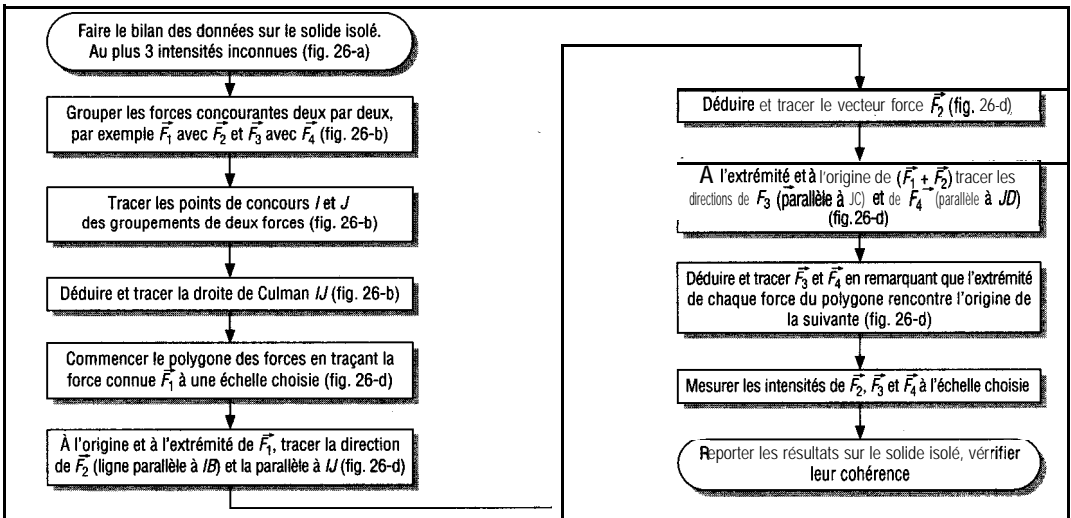 Faire le bilan des données sur le solide isolé.
Au plus 3 intensités inconnues (fig. 26-a)
Grouper les forces concourantes deux par deux,
par exemple F₁ avec F₂ et F₃ avec F₄ (fig. 26-b)
Tracer les points de concours I et J
des groupements de deux forces (fig. 26-b)
Déduire et tracer la droite de Culman IJ (fig. 26-b)
Commencer le polygone des forces en traçant la
force connue F₁ à une échelle choisie (fig. 26-d)
À l'origine et à l'extrémité de F₁, tracer la direction
de F₂ (ligne parallèle à IB) et la parallèle à IJ (fig. 26-d)
Déduire et tracer le vecteur force F₂ (fig. 26-d)
A l'extrémité et à l'origine de (F₁ + F₂) tracer les
directions de F₃ (parallèle à JC) et de F₄ (parallèle à JD)
(fig. 26-d)
Déduire et tracer F₃ et F₄ en remarquant que l'extrémité
de chaque force du polygone rencontre l'origine de
la suivante (fig. 26-d)
Mesurer les intensités de F₂, F₃ et F₄ à l'échelle choisie
Reporter les résultats sur le solide isolé, vérrifier
leur cohérence